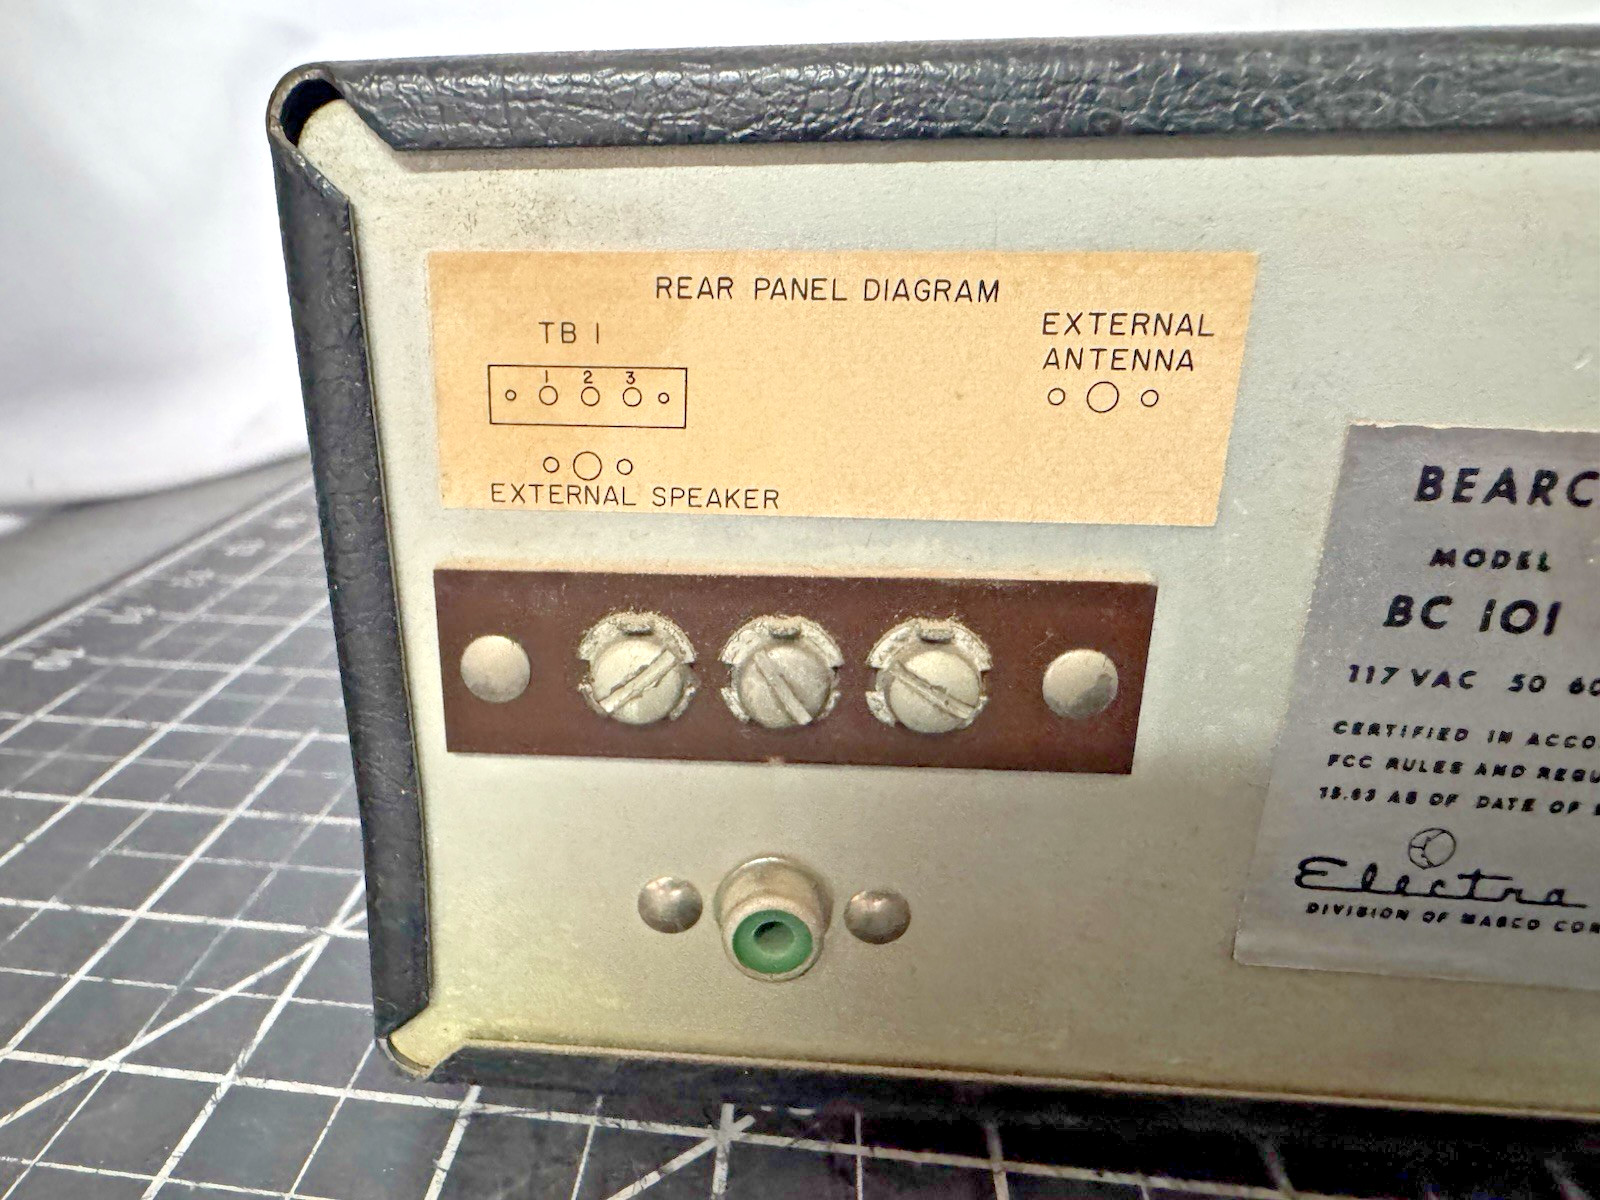 REAR PANEL DIAGRAM
TB 1
1 2 3
EXTERNAL
ANTENNA
EXTERNAL SPEAKER
BEARC
MODEL
BC 101
117 VAC 50 60
CERTIFIED IN ACCO
FCC RULES AND REGU
15.63 AS OF DATE OF
Electra
DIVISION OF MASCO COR